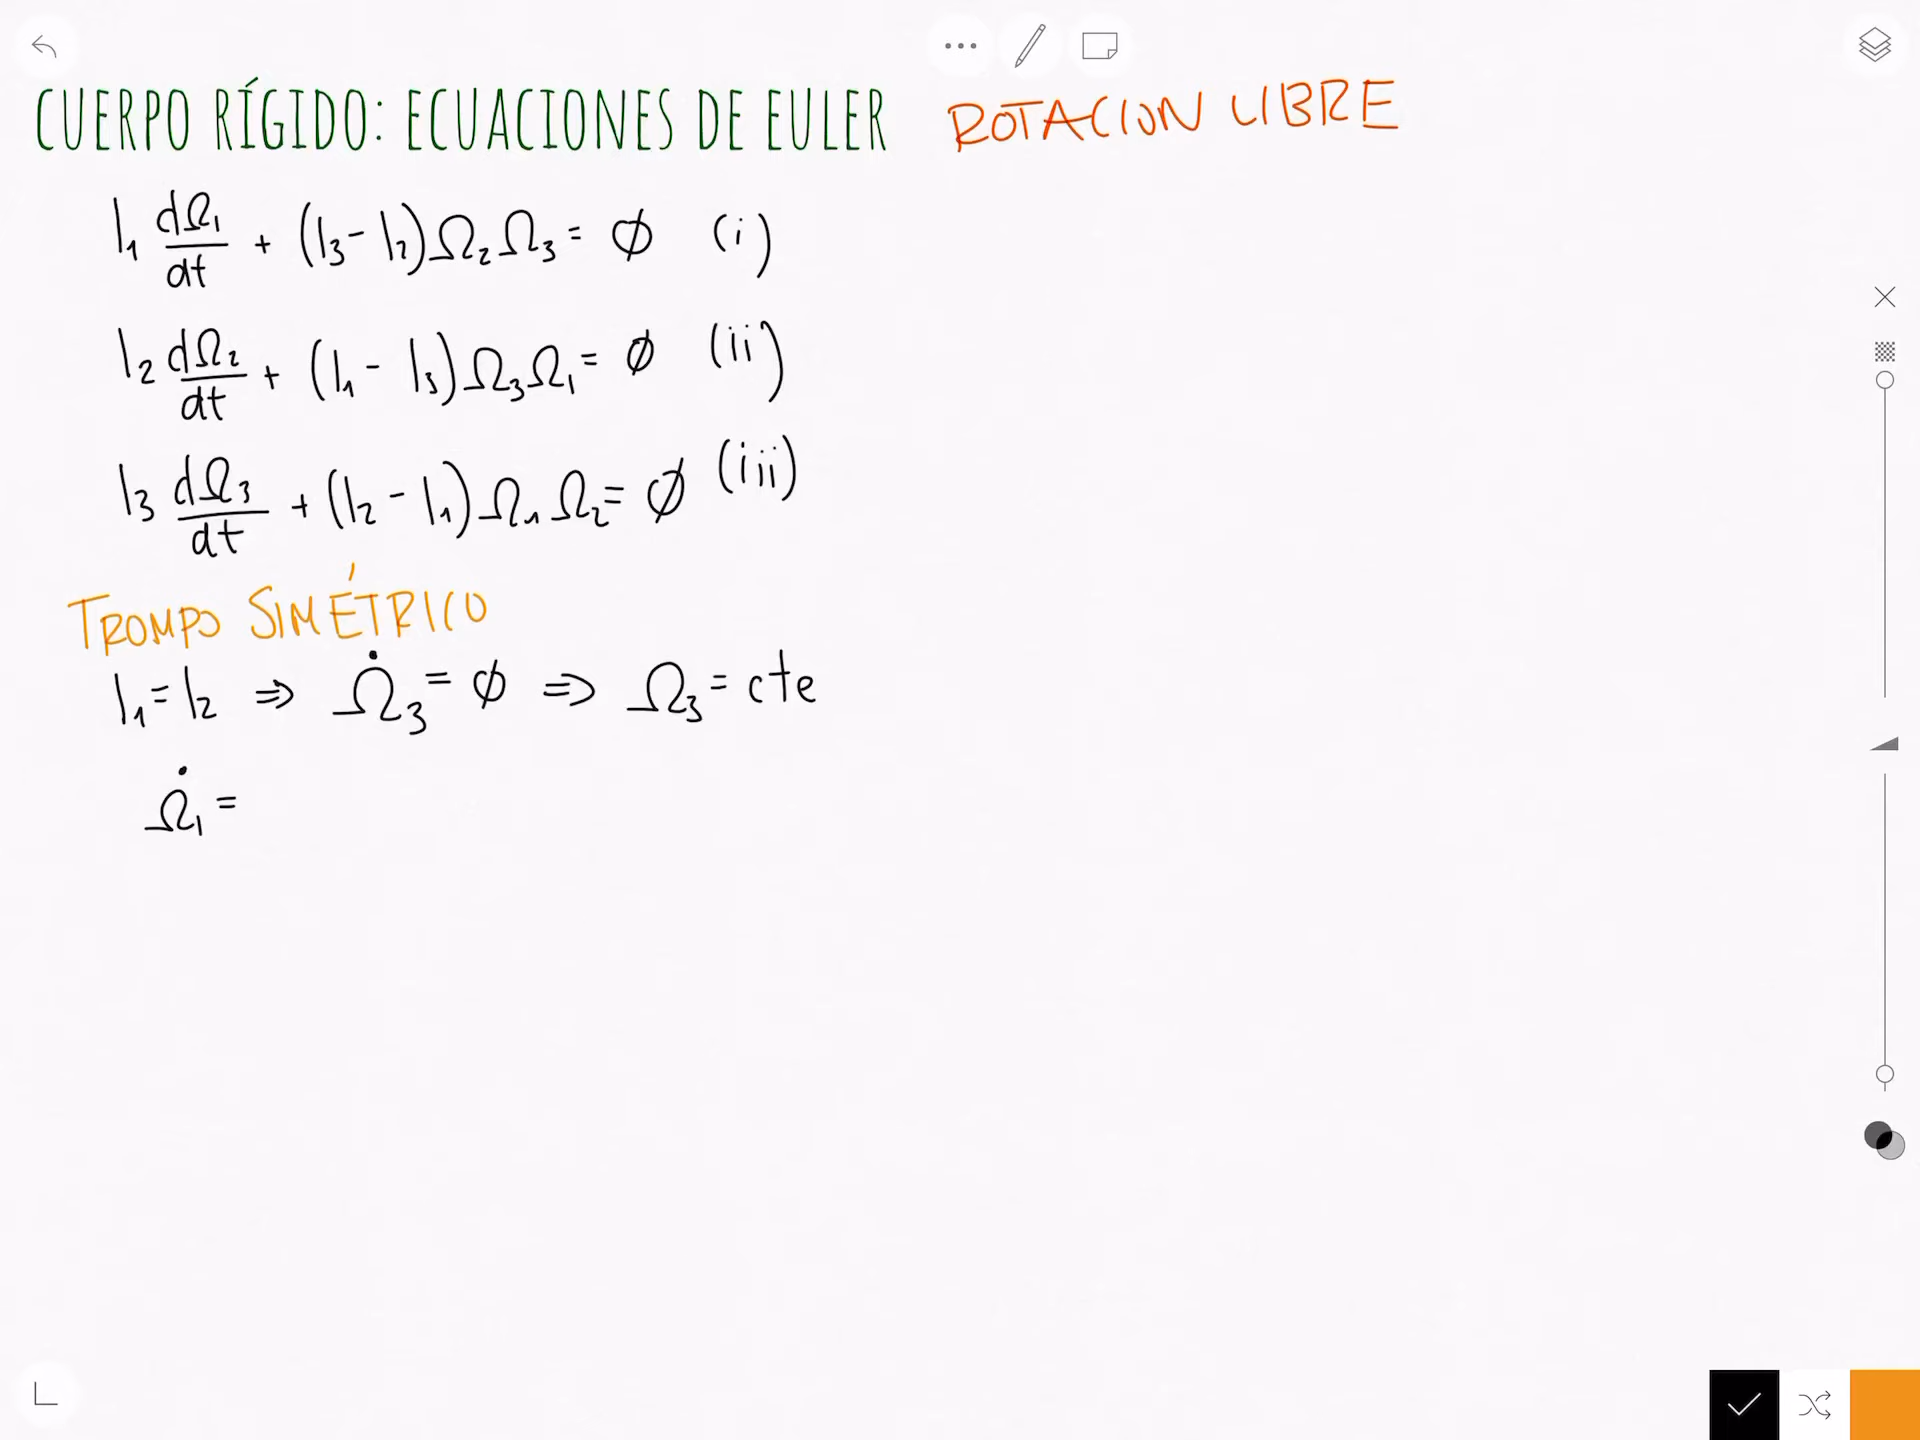 CUERPO RÍGIDO: ECUACIONES DE EULER ROTACION LIBRE
I₁ dΩ₁/dt + (I₃ - I₂)Ω₂Ω₃ = ∅ (i)
I₂ dΩ₂/dt + (I₁ - I₃)Ω₃Ω₁ = ∅ (ii)
I₃ dΩ₃/dt + (I₂ - I₁)Ω₁Ω₂ = ∅ (iii)
TROMPO SIMÉTRICO
I₁ = I₂ ⇒ Ω̇₃ = ∅ ⇒ Ω₃ = cte
Ω̇₁ =